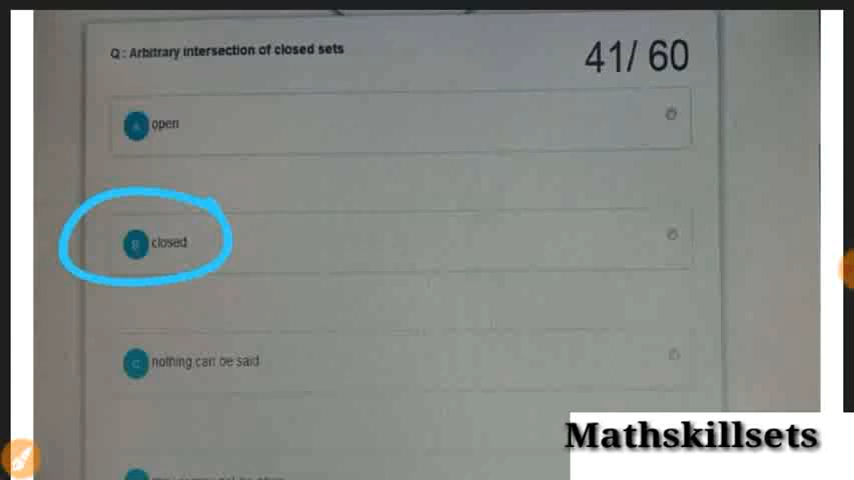 Q : Arbitrary intersection of closed sets
41/ 60
A open
B closed
C nothing can be said
Mathskillsets